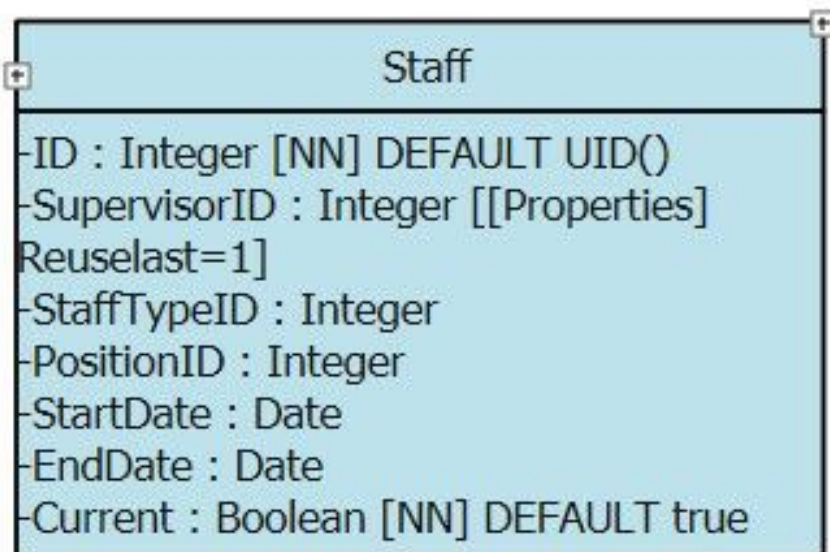 Staff
-ID : Integer [NN] DEFAULT UID()
-SupervisorID : Integer [[Properties]
Reuselast=1]
-StaffTypeID : Integer
-PositionID : Integer
-StartDate : Date
-EndDate : Date
-Current : Boolean [NN] DEFAULT true